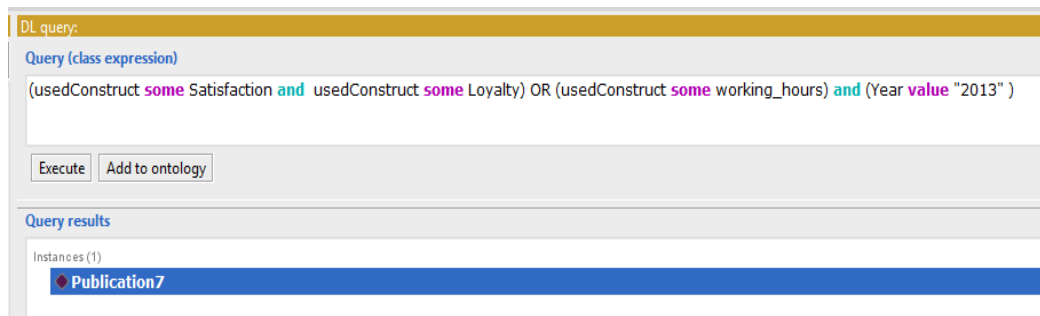 DL query:
Query (class expression)
(usedConstruct some Satisfaction and  usedConstruct some Loyalty) OR (usedConstruct some working_hours) and (Year value "2013" )
Execute Add to ontology
Query results
Instances (1)
Publication7